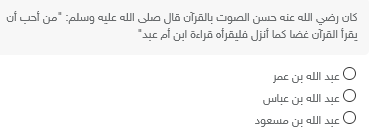 كان رضي الله عنه حسن الصوت بالقرآن قال صلى الله عليه وسلم: "من أحب أن
يقرأ القرآن غضا كما أنزل فليقرأه قراءة ابن أم عبد"
عبد الله بن عمر
عبد الله بن عباس
عبد الله بن مسعود